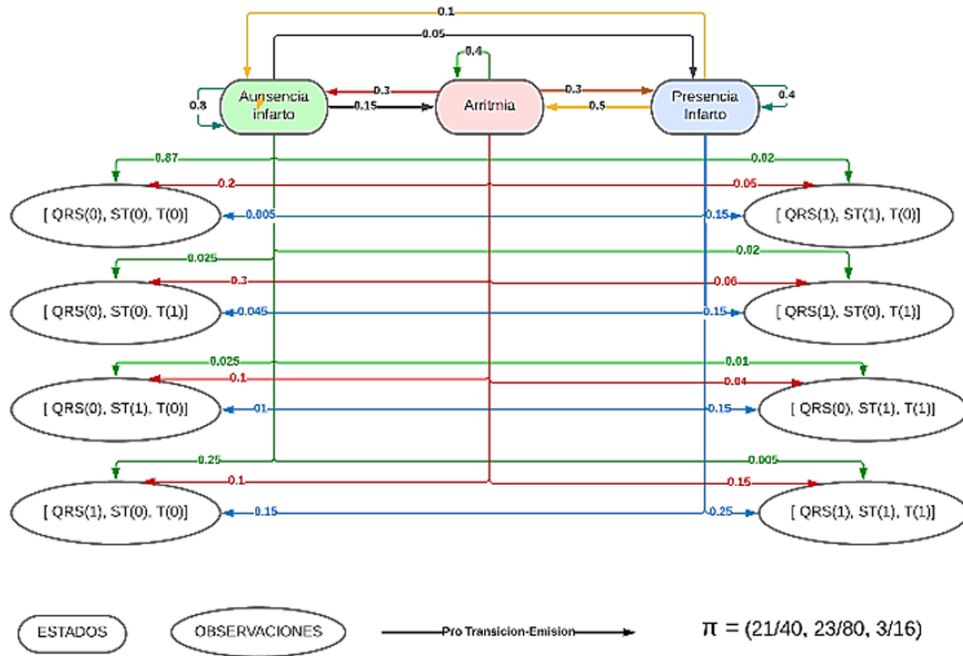 0.1
0.05
0.4
Aunsencia
infarto
Arritmia
Presencia
Infarto
0.8
0.3
0.15
0.3
0.5
0.4
0.87
0.02
0.2
0.05
[ QRS(0), ST(0), T(0)]
0.005
0.15
[ QRS(1), ST(1), T(0)]
0.025
0.02
0.3
0.06
[ QRS(0), ST(0), T(1)]
0.045
0.15
[ QRS(1), ST(0), T(1)]
0.025
0.01
0.1
0.04
[ QRS(0), ST(1), T(0)]
01
0.15
[ QRS(0), ST(1), T(1)]
0.25
0.005
0.1
0.15
[ QRS(1), ST(0), T(0)]
0.15
0.25
[ QRS(1), ST(1), T(1)]
ESTADOS
OBSERVACIONES
Pro Transicion-Emision
π = (21/40, 23/80, 3/16)